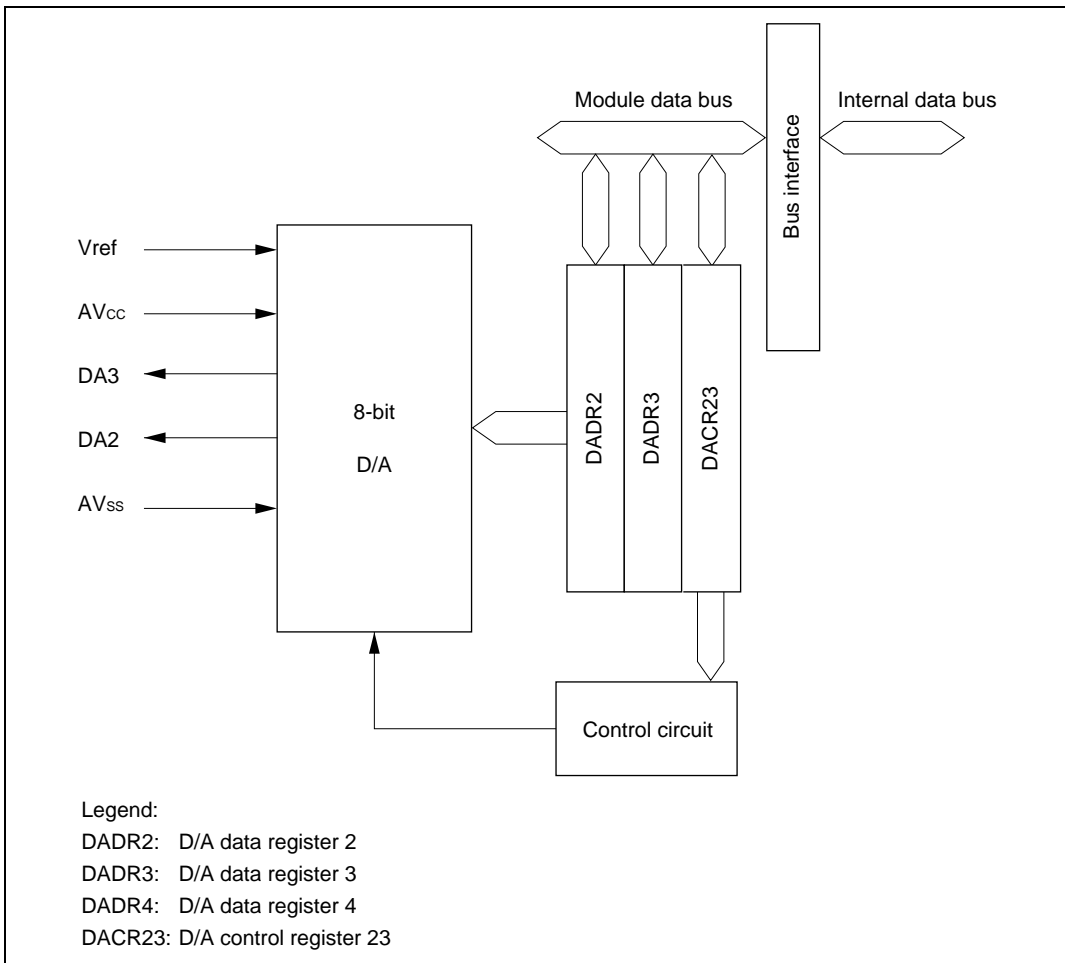 Module data bus
Internal data bus
Bus interface
Vref
AVCC
DA3
DA2
AVSS
8-bit
D/A
DADR2
DADR3
DACR23
Control circuit
Legend:
DADR2: D/A data register 2
DADR3: D/A data register 3
DADR4: D/A data register 4
DACR23: D/A control register 23